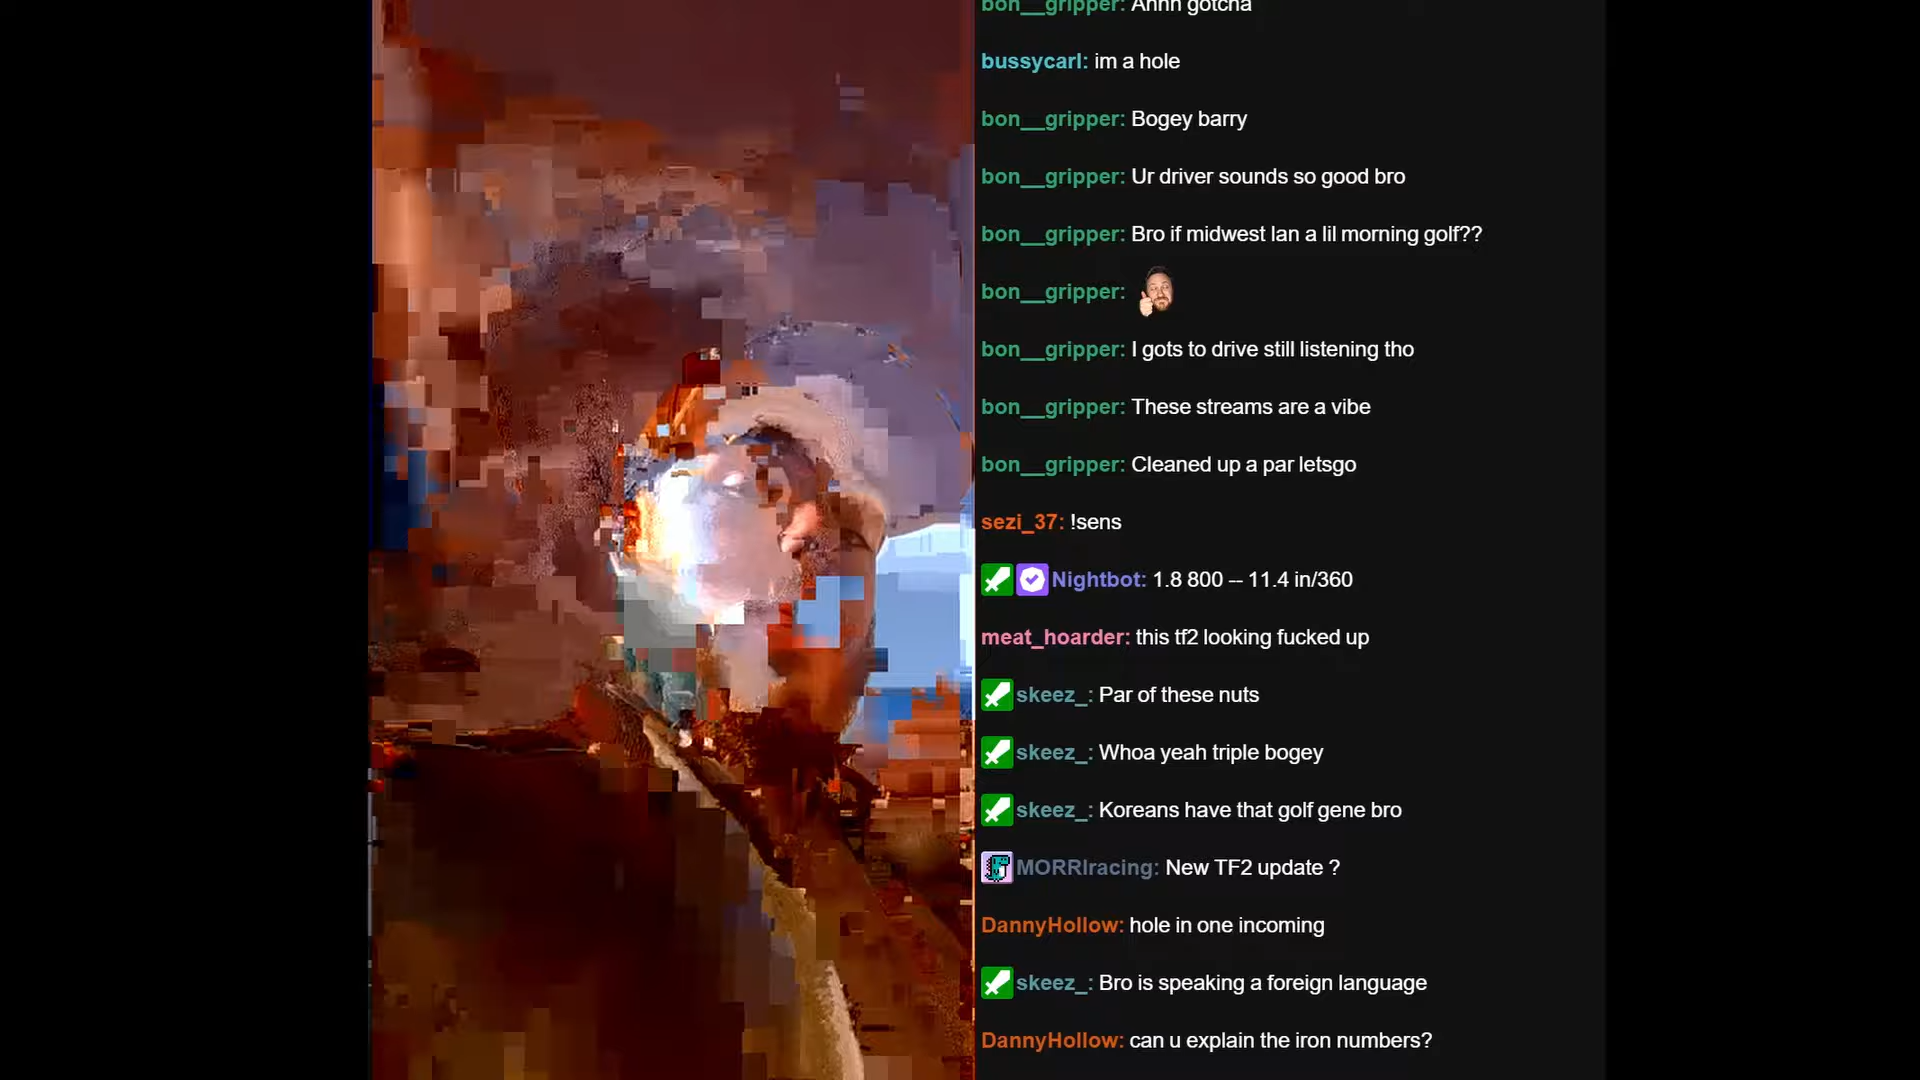 bon__gripper: Ahhh gotcha
bussycarl: im a hole
bon__gripper: Bogey barry
bon__gripper: Ur driver sounds so good bro
bon__gripper: Bro if midwest lan a lil morning golf??
bon__gripper:
bon__gripper: I gots to drive still listening tho
bon__gripper: These streams are a vibe
bon__gripper: Cleaned up a par letsgo
sezi_37: !sens
Nightbot: 1.8 800 -- 11.4 in/360
meat_hoarder: this tf2 looking fucked up
skeez_: Par of these nuts
skeez_: Whoa yeah triple bogey
skeez_: Koreans have that golf gene bro
MORRIracing: New TF2 update ?
DannyHollow: hole in one incoming
skeez_: Bro is speaking a foreign language
DannyHollow: can u explain the iron numbers?